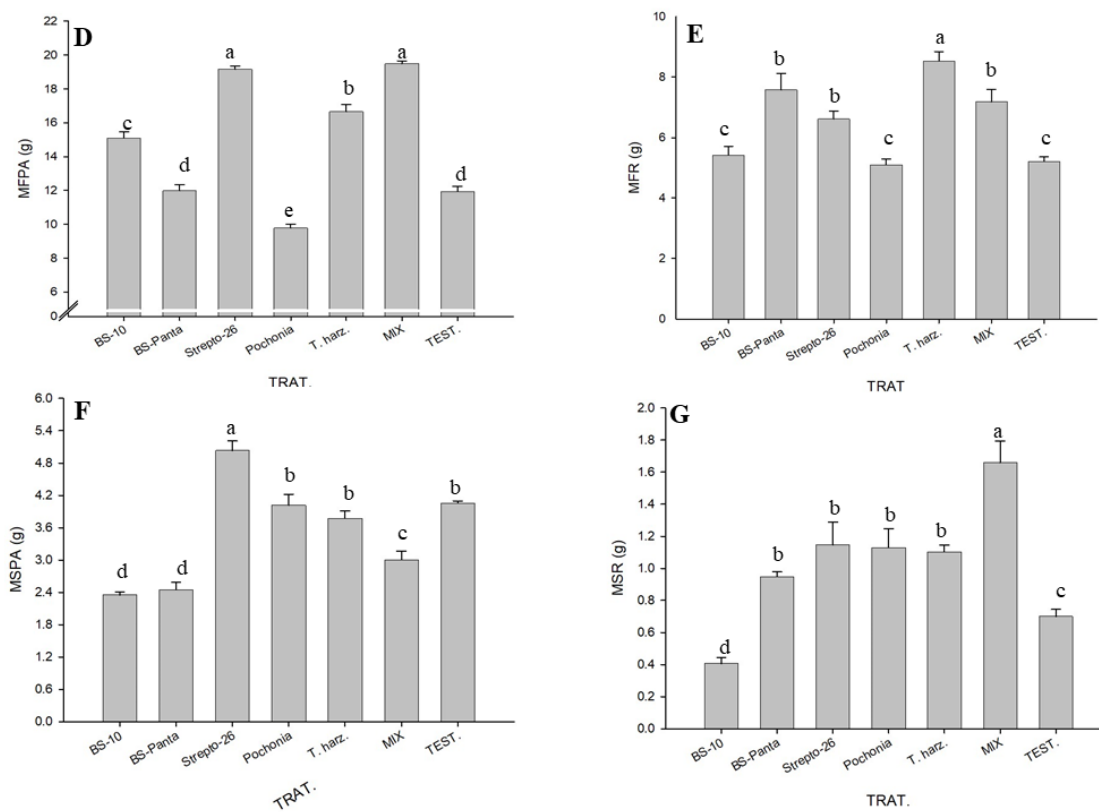 D
MFPA (g)
22
20
18
16
14
12
10
8
6
0
c
d
a
e
b
a
d
BS-10
BS-Panta
Strepto-26
Pochonia
T. harz.
MIX
TEST.
TRAT.
E
MFR (g)
10
8
6
4
2
0
c
b
b
c
a
b
c
BS-10
BS-Panta
Strepto-26
Pochonia
T. harz.
MIX
TEST.
TRAT
F
MSPA (g)
6.0
5.4
4.8
4.2
3.6
3.0
2.4
1.8
1.2
0.6
0.0
d
d
a
b
b
c
b
BS-10
BS-Panta
Strepto-26
Pochonia
T. harz.
MIX
TEST.
TRAT.
G
MSR (g)
2.0
1.8
1.6
1.4
1.2
1.0
0.8
0.6
0.4
0.2
0.0
d
b
b
b
b
a
c
BS-10
BS-Panta
Strepto-26
Pochonia
T. harz.
MIX
TEST.
TRAT.